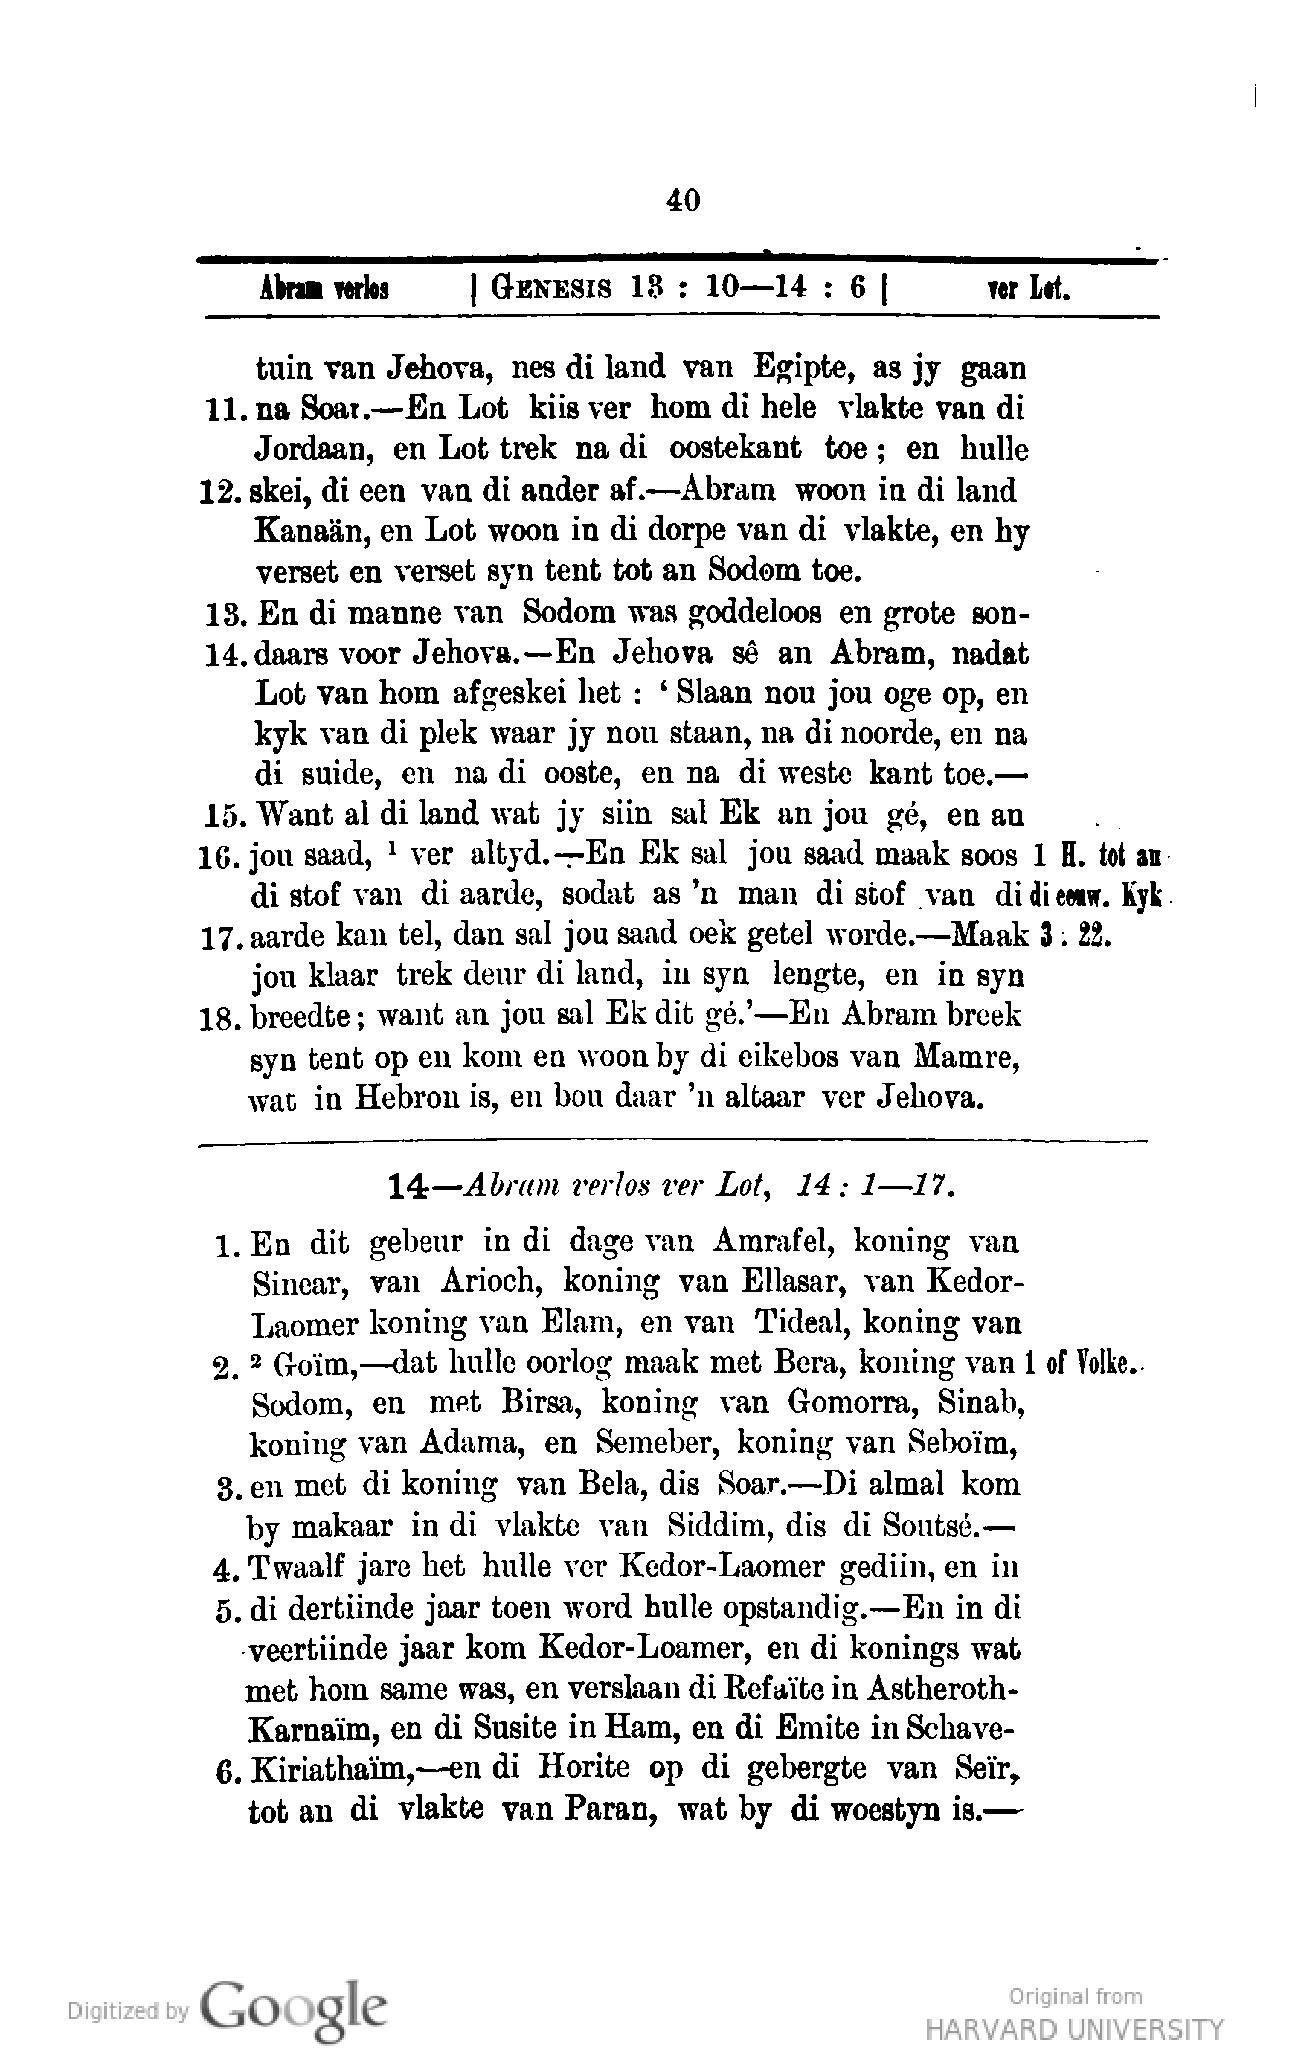 40
Abram verlos | GENESIS 13 : 10—14 : 6 | ver Lot.
tuin van Jehova, nes di land van Egipte, as jy gaan
11. na Soar.—En Lot kiis ver hom di hele vlakte van di
Jordaan, en Lot trek na di oostekant toe ; en hulle
12. skei, di een van di ander af.—Abram woon in di land
Kanaän, en Lot woon in di dorpe van di vlakte, en hy
verset en verset syn tent tot an Sodom toe.
13. En di manne van Sodom was goddeloos en grote son-
14. daars voor Jehova.—En Jehova sê an Abram, nadat
Lot van hom afgeskei het : ‘ Slaan nou jou oge op, en
kyk van di plek waar jy nou staan, na di noorde, en na
di suide, en na di ooste, en na di weste kant toe.—
15. Want al di land wat jy siin sal Ek an jou gé, en an
16. jou saad, ¹ ver altyd.—En Ek sal jou saad maak soos 1 H. tot an
di stof van di aarde, sodat as ’n man di stof van di di eeuw. Kyk
17. aarde kan tel, dan sal jou saad oek getel worde.—Maak 3 : 22.
jou klaar trek deur di land, in syn lengte, en in syn
18. breedte ; want an jou sal Ek dit gé.’—En Abram breek
syn tent op en kom en woon by di eikebos van Mamre,
wat in Hebron is, en bou daar ’n altaar ver Jehova.
14—Abram verlos ver Lot, 14 : 1—17.
1. En dit gebeur in di dage van Amrafel, koning van
Sinear, van Arioch, koning van Ellasar, van Kedor-
Laomer koning van Elam, en van Tideal, koning van
2. ² Goïm,—dat hulle oorlog maak met Bera, koning van 1 of Volke.
Sodom, en met Birsa, koning van Gomorra, Sinab,
koning van Adama, en Semeber, koning van Seboïm,
3. en met di koning van Bela, dis Soar.—Di almal kom
by makaar in di vlakte van Siddim, dis di Soutsé.—
4. Twaalf jare het hulle ver Kedor-Laomer gediin, en in
5. di dertiinde jaar toen word hulle opstandig.—En in di
veertiinde jaar kom Kedor-Loamer, en di konings wat
met hom same was, en verslaan di Refaïte in Astheroth-
Karnaïm, en di Susite in Ham, en di Emite in Schave-
6. Kiriathaïm,—en di Horite op di gebergte van Seïr,
tot an di vlakte van Paran, wat by di woestyn is.—
Digitized by Google
Original from
HARVARD UNIVERSITY